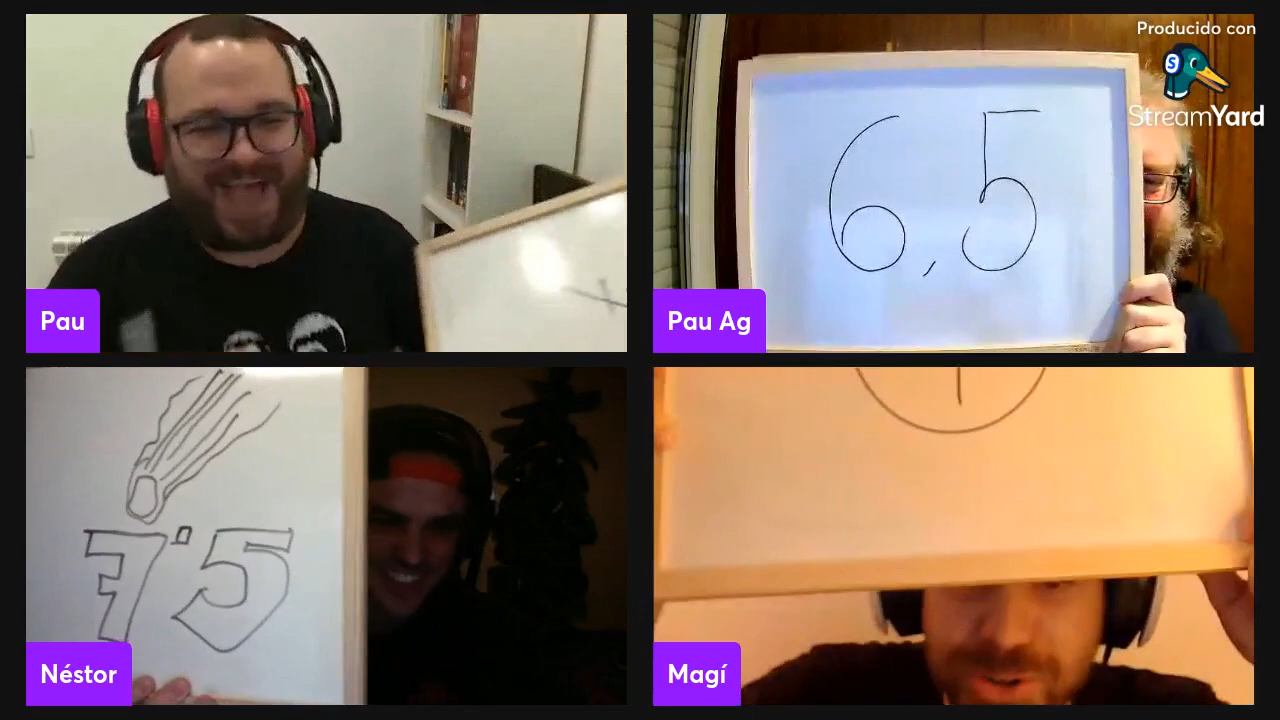 Producido con
StreamYard
6,5
Pau
Pau Ag
7'5
Néstor
Magí